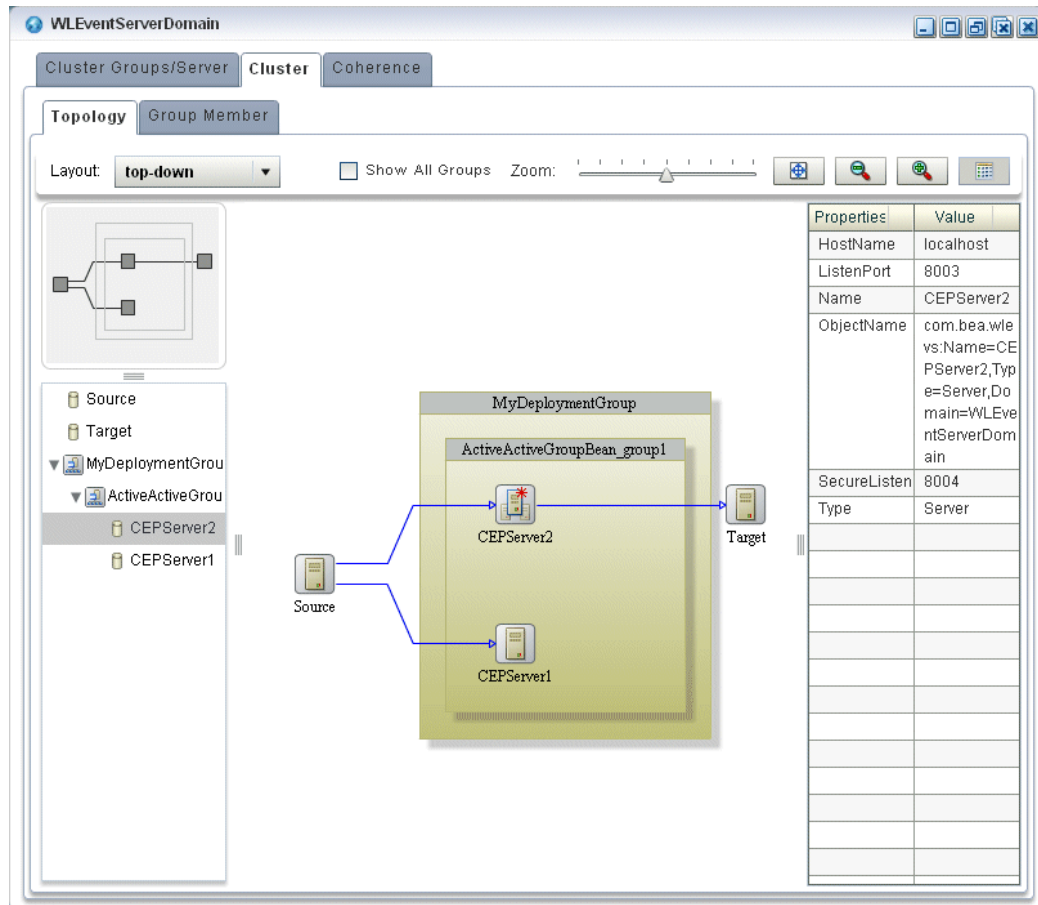 WLEventServerDomain
Cluster Groups/Server
Cluster
Coherence
Topology
Group Member
Layout:
top-down
Show All Groups
Zoom:
Source
Target
MyDeploymentGrou
ActiveActiveGrou
CEPServer2
CEPServer1
MyDeploymentGroup
ActiveActiveGroupBean_group1
CEPServer2
Target
Source
CEPServer1
Properties Value
HostName localhost
ListenPort 8003
Name CEPServer2
ObjectName com.bea.wle
vs:Name=CE
PServer2,Typ
e=Server,Do
main=WLEve
ntServerDom
ain
SecureListen 8004
Type Server